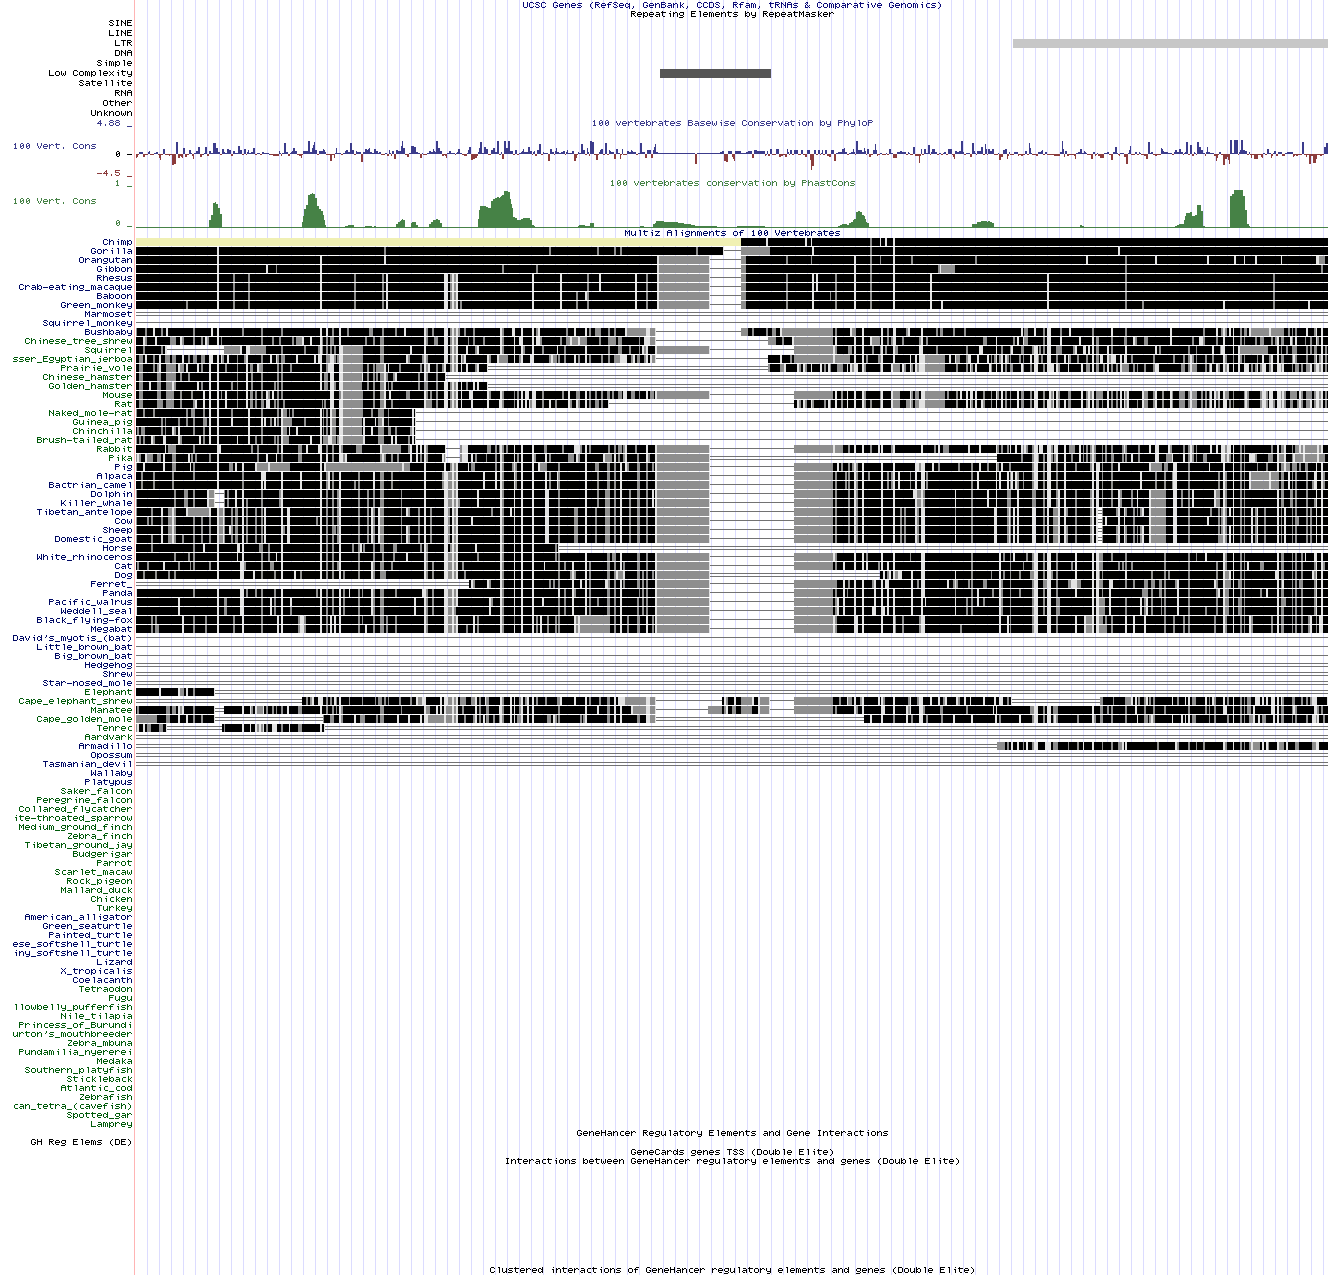 UCSC Genes (RefSeq, GenBank, CCDS, Rfam, tRNAs & Comparative Genomics)
Repeating Elements by RepeatMasker
SINE
LINE
LTR
DNA
Simple
Low Complexity
Satellite
RNA
Other
Unknown
4.88 _
100 vertebrates Basewise Conservation by PhyloP
100 Vert. Cons
0 _
-4.5 _
1 _
100 vertebrates conservation by PhastCons
100 Vert. Cons
0 _
Multiz Alignments of 100 Vertebrates
Chimp
Gorilla
Orangutan
Gibbon
Rhesus
Crab-eating_macaque
Baboon
Green_monkey
Marmoset
Squirrel_monkey
Bushbaby
Chinese_tree_shrew
Squirrel
sser_Egyptian_jerboa
Prairie_vole
Chinese_hamster
Golden_hamster
Mouse
Rat
Naked_mole-rat
Guinea_pig
Chinchilla
Brush-tailed_rat
Rabbit
Pika
Pig
Alpaca
Bactrian_camel
Dolphin
Killer_whale
Tibetan_antelope
Cow
Sheep
Domestic_goat
Horse
White_rhinoceros
Cat
Dog
Ferret_
Panda
Pacific_walrus
Weddell_seal
Black_flying-fox
Megabat
David's_myotis_(bat)
Little_brown_bat
Big_brown_bat
Hedgehog
Shrew
Star-nosed_mole
Elephant
Cape_elephant_shrew
Manatee
Cape_golden_mole
Tenrec
Aardvark
Armadillo
Opossum
Tasmanian_devil
Wallaby
Platypus
Saker_falcon
Peregrine_falcon
Collared_flycatcher
ite-throated_sparrow
Medium_ground_finch
Zebra_finch
Tibetan_ground_jay
Budgerigar
Parrot
Scarlet_macaw
Rock_pigeon
Mallard_duck
Chicken
Turkey
American_alligator
Green_seaturtle
Painted_turtle
ese_softshell_turtle
iny_softshell_turtle
Lizard
X_tropicalis
Coelacanth
Tetraodon
Fugu
llowbelly_pufferfish
Nile_tilapia
Princess_of_Burundi
urton's_mouthbreeder
Zebra_mbuna
Pundamilia_nyererei
Medaka
Southern_platyfish
Stickleback
Atlantic_cod
Zebrafish
can_tetra_(cavefish)
Spotted_gar
Lamprey
GeneHancer Regulatory Elements and Gene Interactions
GH Reg Elems (DE)
GeneCards genes TSS (Double Elite)
Interactions between GeneHancer regulatory elements and genes (Double Elite)
Clustered interactions of GeneHancer regulatory elements and genes (Double Elite)